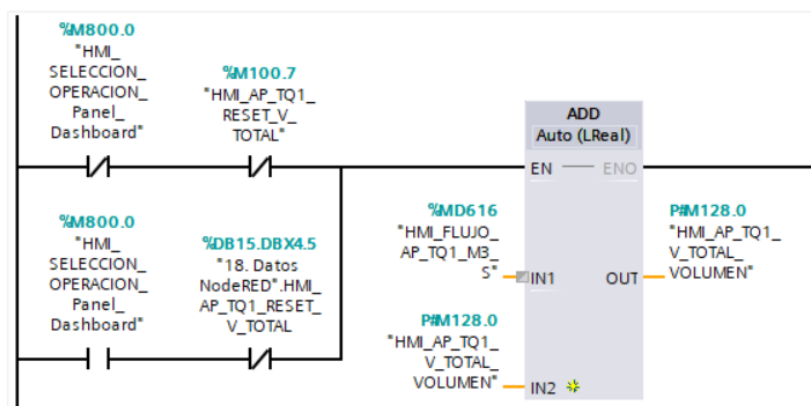 %M800.0
"HMI_
SELECCION_
OPERACION_
Panel_
Dashboard"
%M100.7
"HMI_AP_TQ1_
RESET_V_
TOTAL"
ADD
Auto (LReal)
EN
ENO
%M800.0
"HMI_
SELECCION_
OPERACION_
Panel_
Dashboard"
%DB15.DBX4.5
"18. Datos
NodeRED".HMI_
AP_TQ1_RESET_
V_TOTAL
%MD616
"HMI_FLUJO_
AP_TQ1_M3_
S"
IN1
OUT
P#M128.0
"HMI_AP_TQ1_
V_TOTAL_
VOLUMEN"
P#M128.0
"HMI_AP_TQ1_
V_TOTAL_
VOLUMEN"
IN2